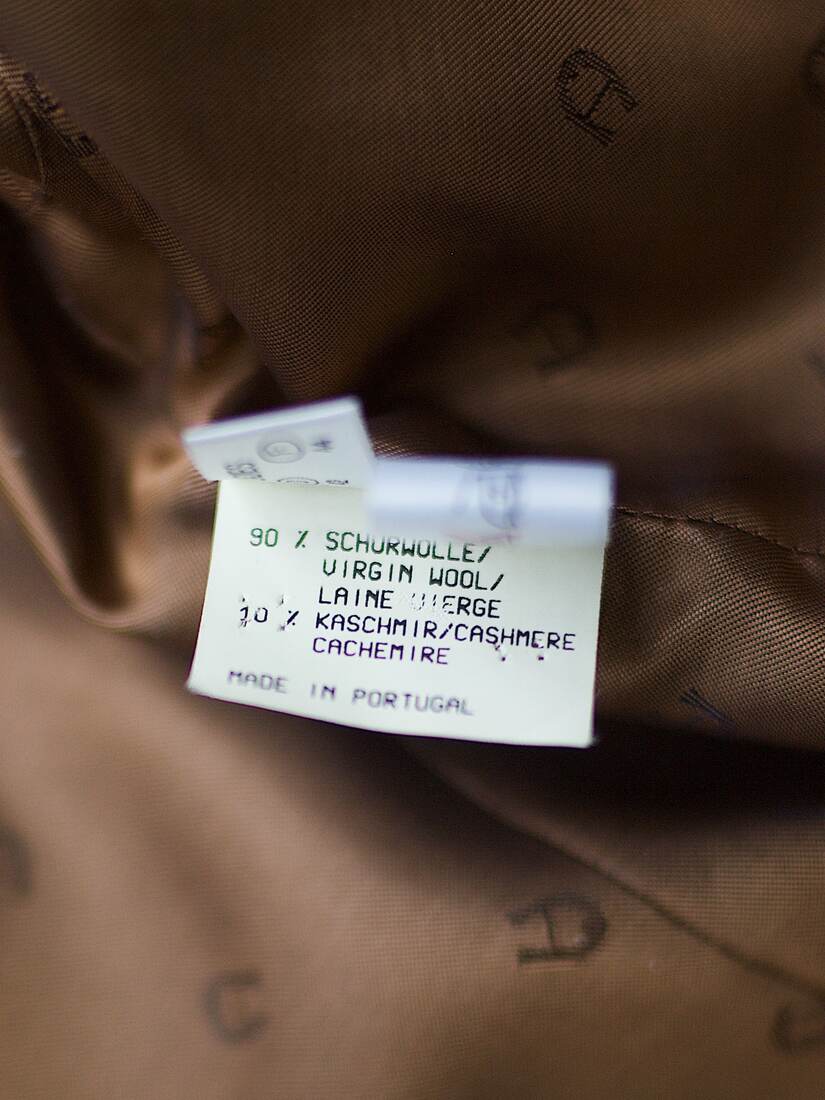 90 % SCHURWOLLE/
VIRGIN WOOL/
LAINE VIERGE
10 % KASCHMIR/CASHMERE
CACHEMIRE
MADE IN PORTUGAL